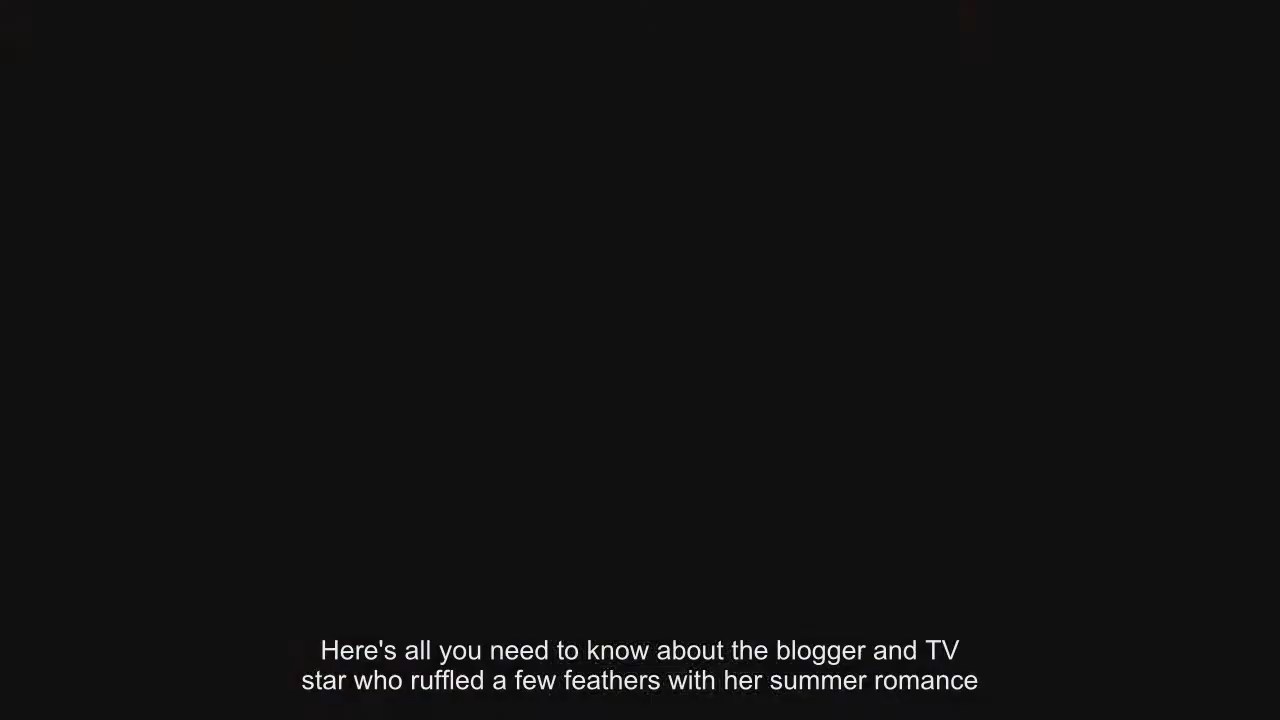 Here's all you need to know about the blogger and TV
star who ruffled a few feathers with her summer romance